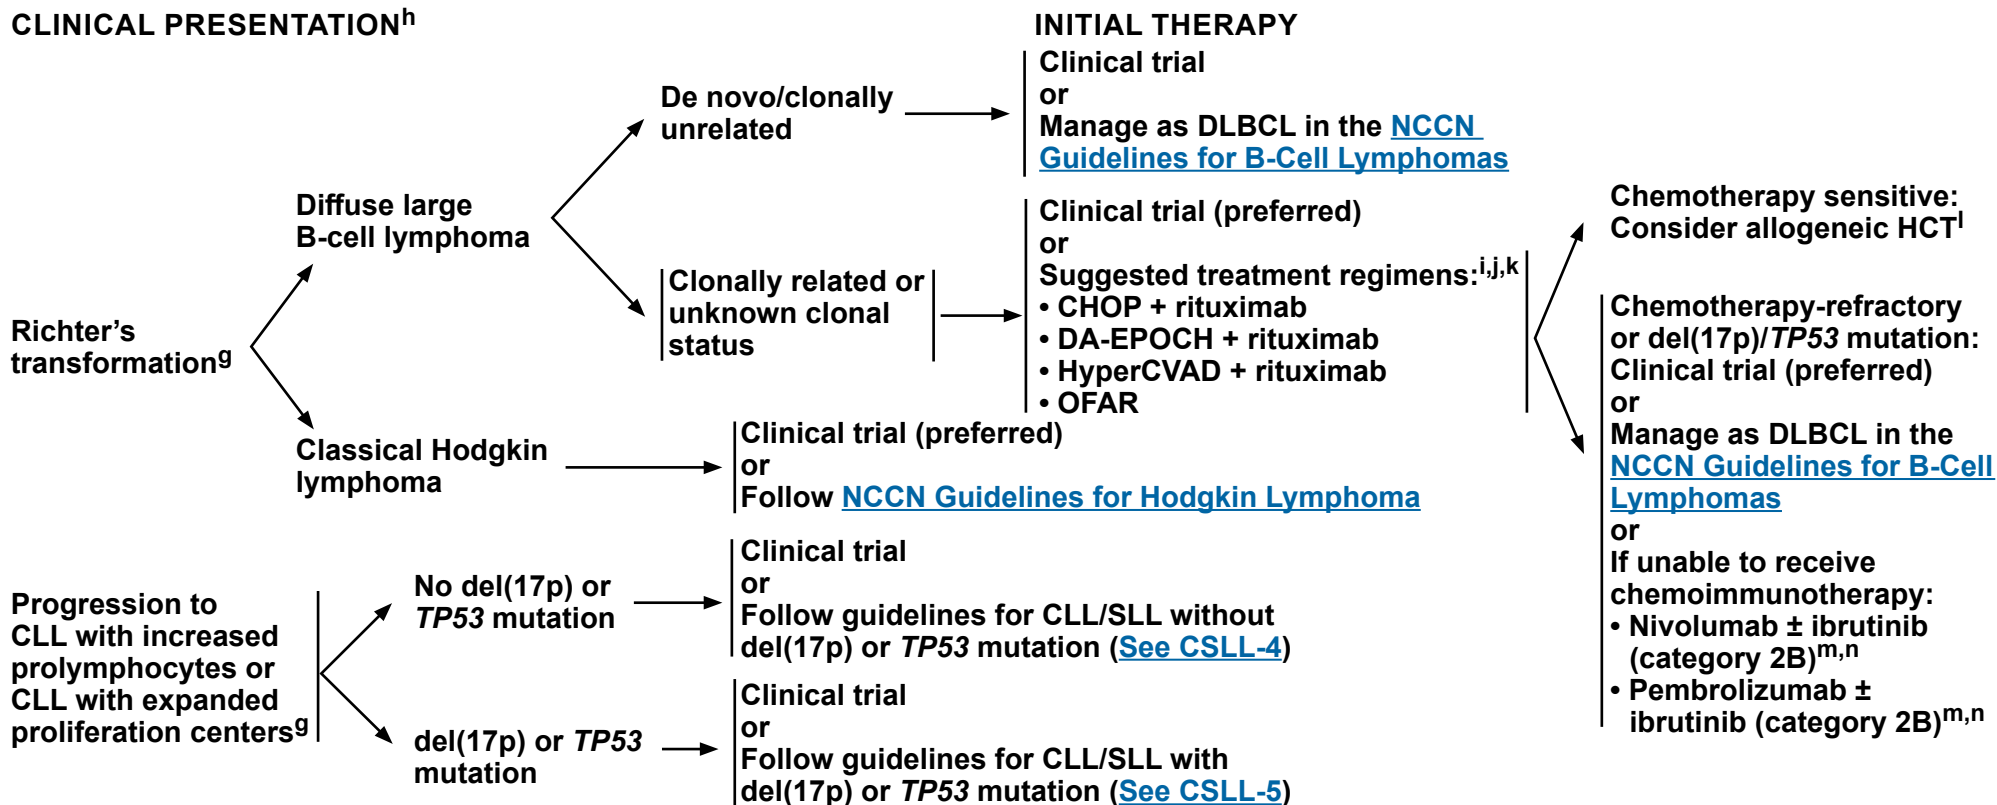 CLINICAL PRESENTATIONh
INITIAL THERAPY
Richter's
transformationg
Diffuse large
B-cell lymphoma
De novo/clonally
unrelated
Clinical trial
or
Manage as DLBCL in the NCCN
Guidelines for B-Cell Lymphomas
Clonally related or
unknown clonal
status
Clinical trial (preferred)
or
Suggested treatment regimens:i,j,k
• CHOP + rituximab
• DA-EPOCH + rituximab
• HyperCVAD + rituximab
• OFAR
Chemotherapy sensitive:
Consider allogeneic HCTl
Chemotherapy-refractory
or del(17p)/TP53 mutation:
Clinical trial (preferred)
or
Manage as DLBCL in the
NCCN Guidelines for B-Cell
Lymphomas
or
If unable to receive
chemoimmunotherapy:
• Nivolumab ± ibrutinib
(category 2B)m,n
• Pembrolizumab ±
ibrutinib (category 2B)m,n
Classical Hodgkin
lymphoma
Clinical trial (preferred)
or
Follow NCCN Guidelines for Hodgkin Lymphoma
Progression to
CLL with increased
prolymphocytes or
CLL with expanded
proliferation centersg
No del(17p) or
TP53 mutation
Clinical trial
or
Follow guidelines for CLL/SLL without
del(17p) or TP53 mutation (See CSLL-4)
del(17p) or TP53
mutation
Clinical trial
or
Follow guidelines for CLL/SLL with
del(17p) or TP53 mutation (See CSLL-5)